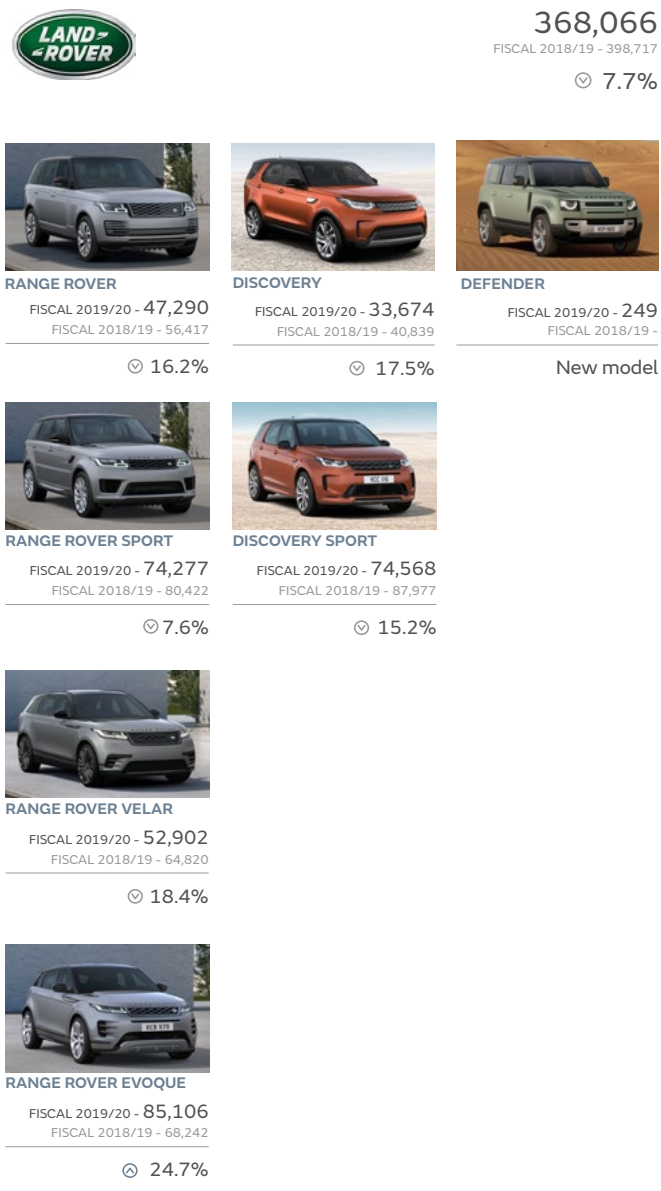 LAND-
-ROVER
368,066
FISCAL 2018/19 - 398,717
7.7%
RANGE ROVER
FISCAL 2019/20 - 47,290
FISCAL 2018/19 - 56,417
16.2%
DISCOVERY
FISCAL 2019/20 - 33,674
FISCAL 2018/19 - 40,839
17.5%
DEFENDER
FISCAL 2019/20 - 249
FISCAL 2018/19 -
New model
RANGE ROVER SPORT
FISCAL 2019/20 - 74,277
FISCAL 2018/19 - 80,422
7.6%
DISCOVERY SPORT
FISCAL 2019/20 - 74,568
FISCAL 2018/19 - 87,977
15.2%
RANGE ROVER VELAR
FISCAL 2019/20 - 52,902
FISCAL 2018/19 - 64,820
18.4%
RANGE ROVER EVOQUE
FISCAL 2019/20 - 85,106
FISCAL 2018/19 - 68,242
24.7%